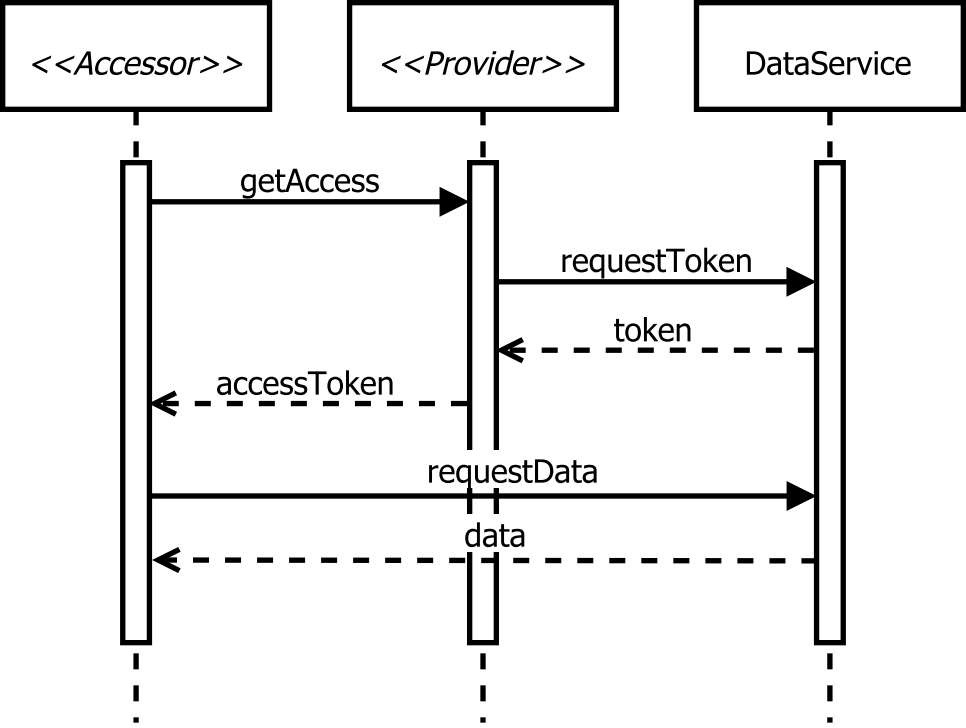 <<Accessor>>
<<Provider>>
DataService
getAccess
requestToken
token
accessToken
requestData
data